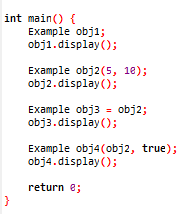 int main() {
Example obj1;
obj1.display();
Example obj2(5, 10);
obj2.display();
Example obj3 = obj2;
obj3.display();
Example obj4(obj2, true);
obj4.display();
return 0;
}